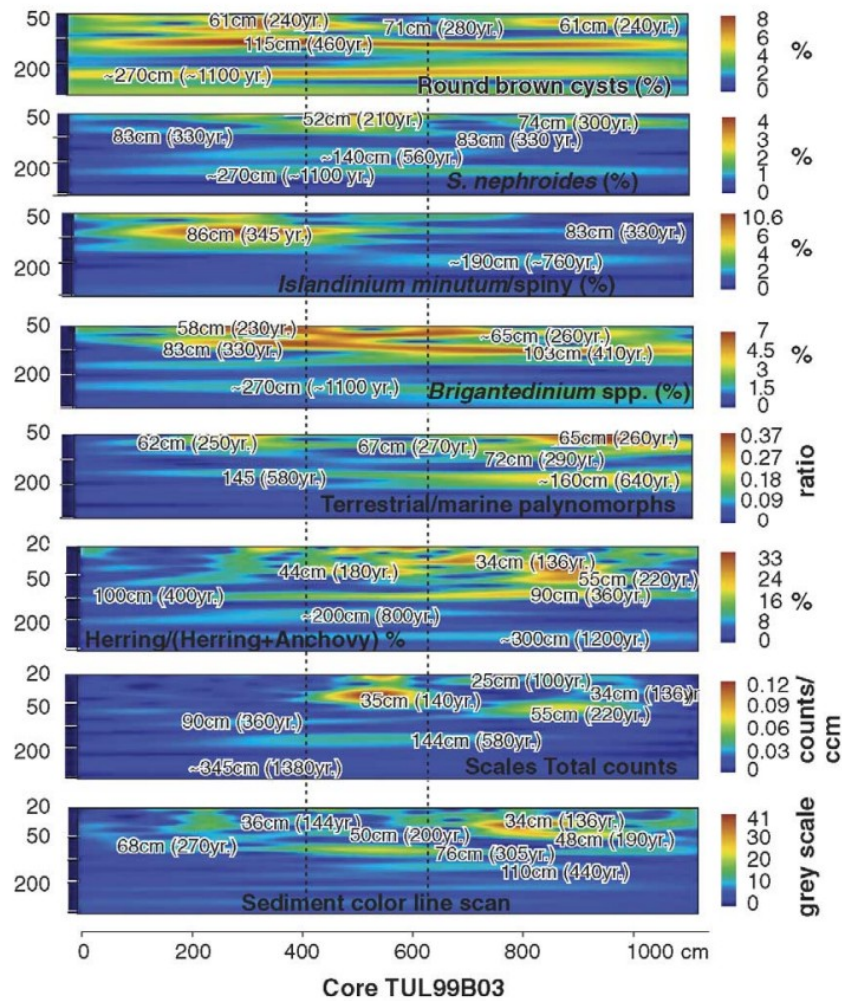 50
61cm (240yr.)
71cm (280yr.)
61cm (240yr.)
115cm (460yr.)
200
~270cm (~1100yr.)
Round brown cysts (%)
8
6
4
2
0
%
50
52cm (210yr.)
74cm (300yr.)
83cm (330yr.)
83cm (330 yr.)
~140cm (560yr.)
200
~270cm (~1100 yr.)
S. nephroides (%)
4
3
2
1
0
%
50
86cm (345 yr.)
83cm (330yr.)
200
~190cm (~760yr.)
Islandinium minutum/spiny (%)
10.6
6
4
2
0
%
50
58cm (230yr.)
~65cm (260yr.)
83cm (330yr.)
103cm (410yr.)
200
~270cm (~1100 yr.)
Brigantedinium spp. (%)
7
4.5
3
1.5
0
%
50
62cm (250yr.)
67cm (270yr.)
65cm (260yr.)
72cm (290yr.)
145 (580yr.)
~160cm (640yr.)
200
Terrestrial/marine palynomorphs
0.37
0.27
0.18
0.09
0
ratio
20
44cm (180yr.)
34cm (136yr.)
50
55cm (220yr.)
100cm (400yr.)
90cm (360yr.)
200
~200cm (800yr.)
Herring/(Herring+Anchovy) %
~300cm (1200yr.)
33
24
16
8
0
%
20
25cm (100yr.)
35cm (140yr.)
34cm (136yr
50
55cm (220yr.)
90cm (360yr.)
200
144cm (580yr.)
~345cm (1380yr.)
Scales Total counts
0.12
0.09
0.06
0.03
0
counts/
ccm
20
36cm (144yr.)
34cm (136yr.)
50
50cm (200yr.)
48cm (190yr.)
68cm (270yr.)
76cm (305yr.)
110cm (440yr.)
200
Sediment color line scan
41
30
20
10
0
grey scale
0 200 400 600 800 1000 cm
Core TUL99B03